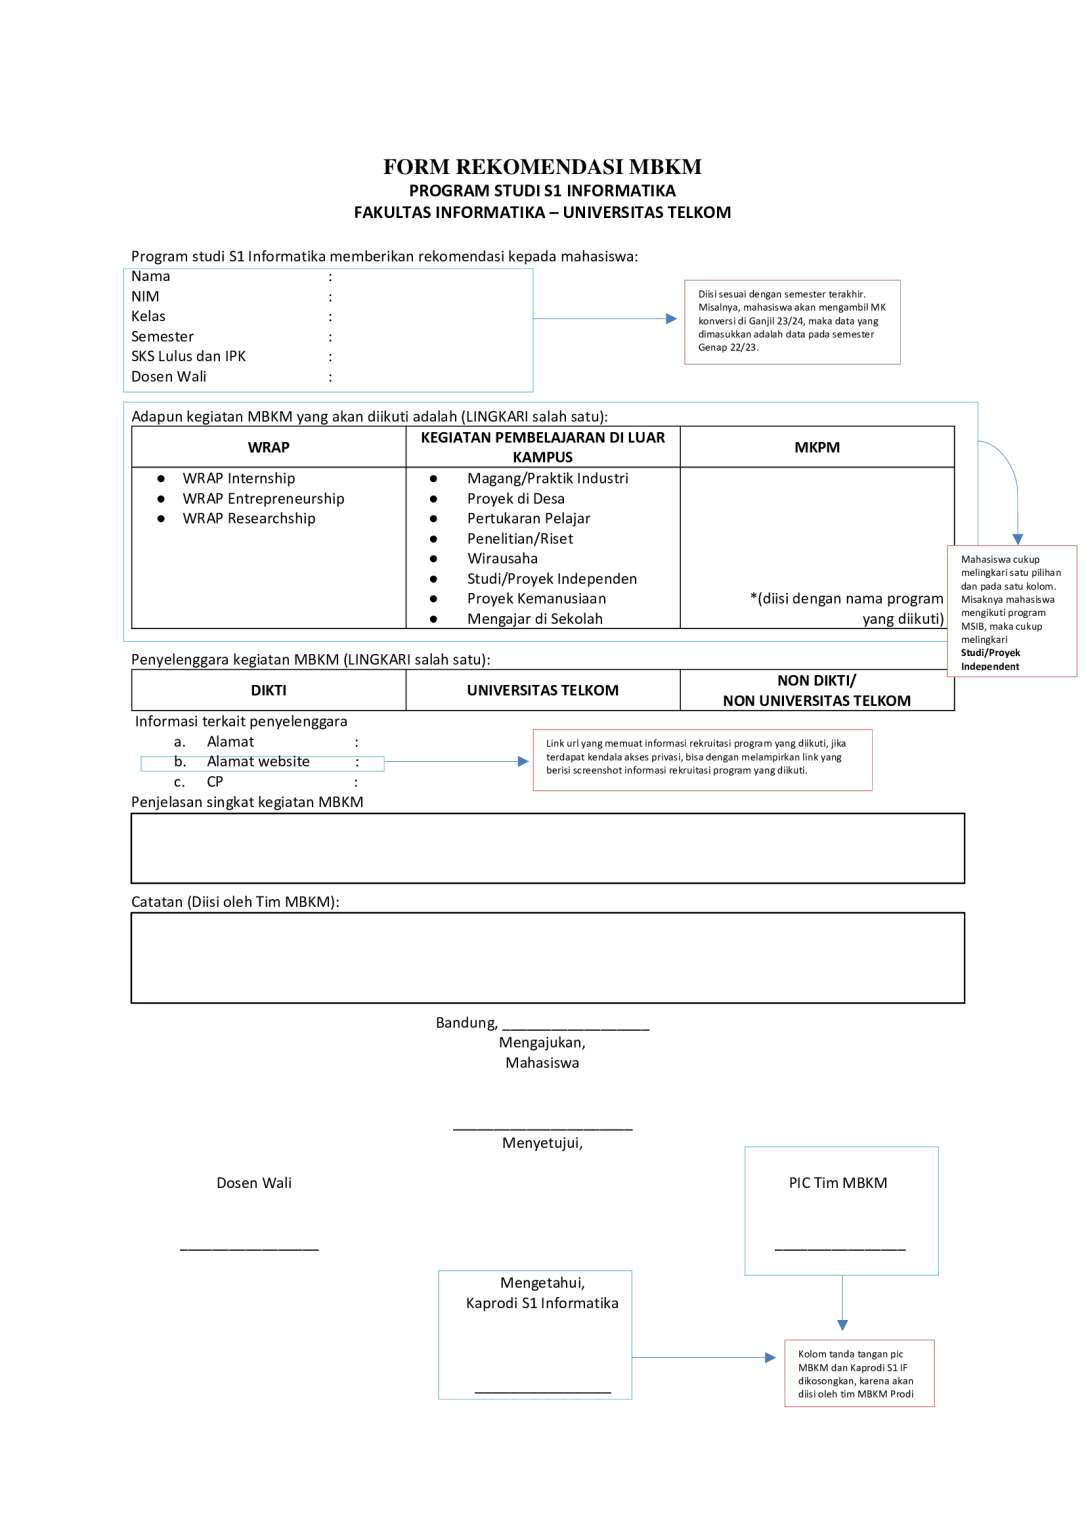 FORM REKOMENDASI MBKM
PROGRAM STUDI S1 INFORMATIKA
FAKULTAS INFORMATIKA – UNIVERSITAS TELKOM
Program studi S1 Informatika memberikan rekomendasi kepada mahasiswa:
Nama :
NIM :
Kelas :
Semester :
SKS Lulus dan IPK :
Dosen Wali :
Diisi sesuai dengan semester terakhir.
Misalnya, mahasiswa akan mengambil MK
konversi di Ganjil 23/24, maka data yang
dimasukkan adalah data pada semester
Genap 22/23.
Adapun kegiatan MBKM yang akan diikuti adalah (LINGKARI salah satu):
WRAP
KEGIATAN PEMBELAJARAN DI LUAR
KAMPUS
MKPM
● WRAP Internship
● WRAP Entrepreneurship
● WRAP Researchship
● Magang/Praktik Industri
● Proyek di Desa
● Pertukaran Pelajar
● Penelitian/Riset
● Wirausaha
● Studi/Proyek Independen
● Proyek Kemanusiaan
● Mengajar di Sekolah
*(diisi dengan nama program
yang diikuti)
Mahasiswa cukup
melingkari satu pilihan
dan pada satu kolom.
Misaknya mahasiswa
mengikuti program
MSIB, maka cukup
melingkari
Studi/Proyek
Independent
Penyelenggara kegiatan MBKM (LINGKARI salah satu):
DIKTI
UNIVERSITAS TELKOM
NON DIKTI/
NON UNIVERSITAS TELKOM
Informasi terkait penyelenggara
a. Alamat :
b. Alamat website :
c. CP :
Link url yang memuat informasi rekruitasi program yang diikuti, jika
terdapat kendala akses privasi, bisa dengan melampirkan link yang
berisi screenshot informasi rekruitasi program yang diikuti.
Penjelasan singkat kegiatan MBKM
Catatan (Diisi oleh Tim MBKM):
Bandung, __________________
Mengajukan,
Mahasiswa
______________________
Menyetujui,
Dosen Wali
_________________
PIC Tim MBKM
________________
Mengetahui,
Kaprodi S1 Informatika
_________________
Kolom tanda tangan pic
MBKM dan Kaprodi S1 IF
dikosongkan, karena akan
diisi oleh tim MBKM Prodi